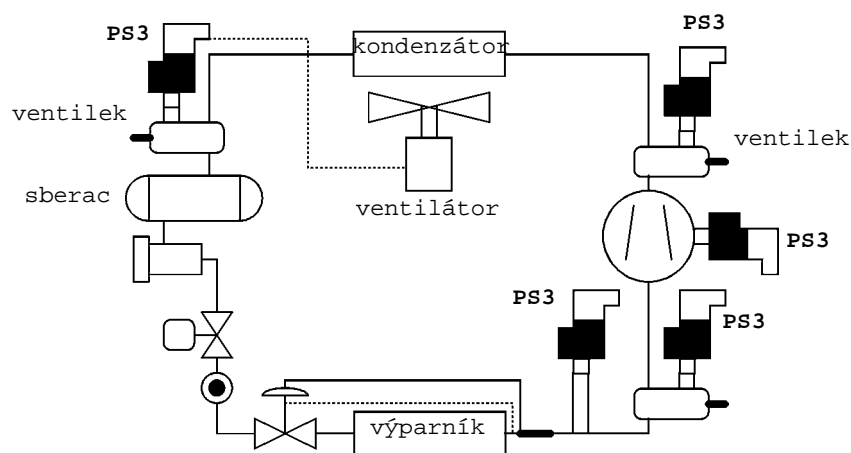 PS3
kondenzátor
PS3
ventilek
ventilek
sberac
ventilátor
PS3
PS3
PS3
výparník